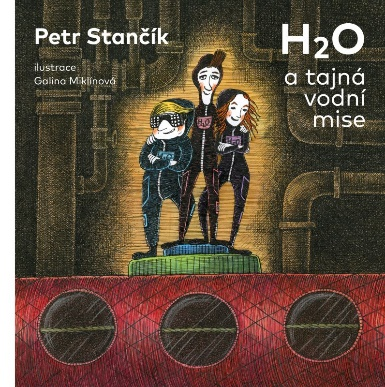 Petr Stančík
ilustrace
Galina Miklínová
H2O
a tajná
vodní
mise